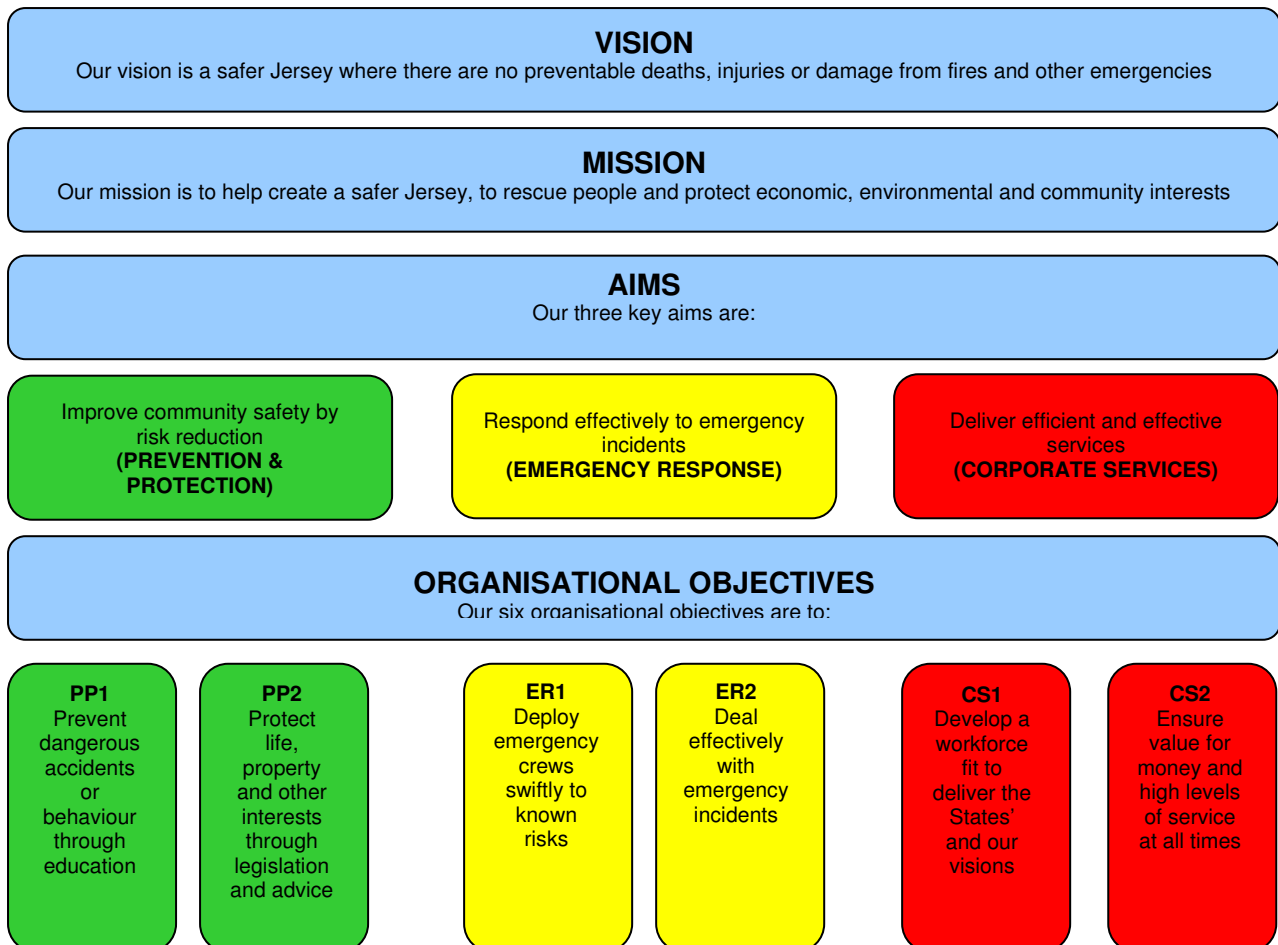 VISION
Our vision is a safer Jersey where there are no preventable deaths, injuries or damage from fires and other emergencies
MISSION
Our mission is to help create a safer Jersey, to rescue people and protect economic, environmental and community interests
AIMS
Our three key aims are:
Improve community safety by
risk reduction
(PREVENTION &
PROTECTION)
Respond effectively to emergency
incidents
(EMERGENCY RESPONSE)
Deliver efficient and effective
services
(CORPORATE SERVICES)
ORGANISATIONAL OBJECTIVES
Our six organisational objectives are to:
PP1
Prevent
dangerous
accidents
or
behaviour
through
education
PP2
Protect
life,
property
and other
interests
through
legislation
and advice
ER1
Deploy
emergency
crews
swiftly to
known
risks
ER2
Deal
effectively
with
emergency
incidents
CS1
Develop a
workforce
fit to
deliver the
States'
and our
visions
CS2
Ensure
value for
money and
high levels
of service
at all times